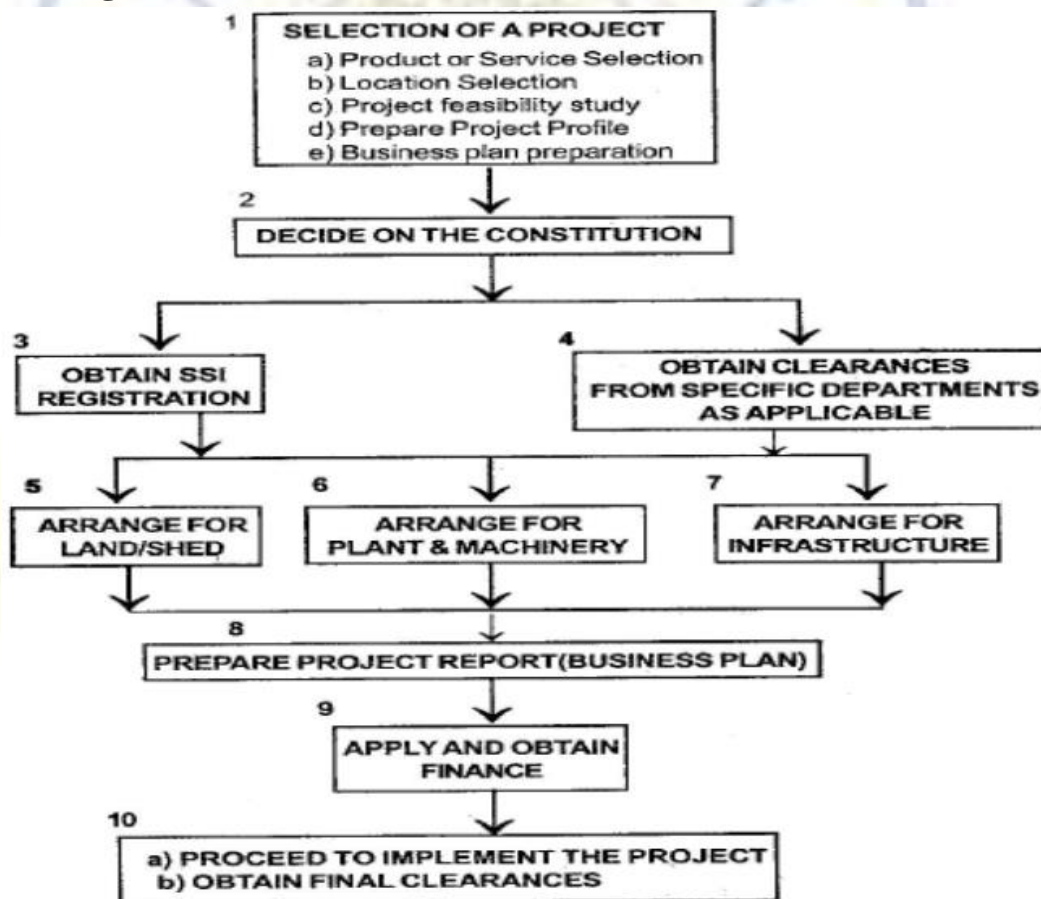 1
SELECTION OF A PROJECT
a) Product or Service Selection
b) Location Selection
c) Project feasibility study
d) Prepare Project Profile
e) Business plan preparation
2
DECIDE ON THE CONSTITUTION
3
OBTAIN SSI
REGISTRATION
4
OBTAIN CLEARANCES
FROM SPECIFIC DEPARTMENTS
AS APPLICABLE
5
ARRANGE FOR
LAND/SHED
6
ARRANGE FOR
PLANT & MACHINERY
7
ARRANGE FOR
INFRASTRUCTURE
8
PREPARE PROJECT REPORT(BUSINESS PLAN)
9
APPLY AND OBTAIN
FINANCE
10
a) PROCEED TO IMPLEMENT THE PROJECT
b) OBTAIN FINAL CLEARANCES